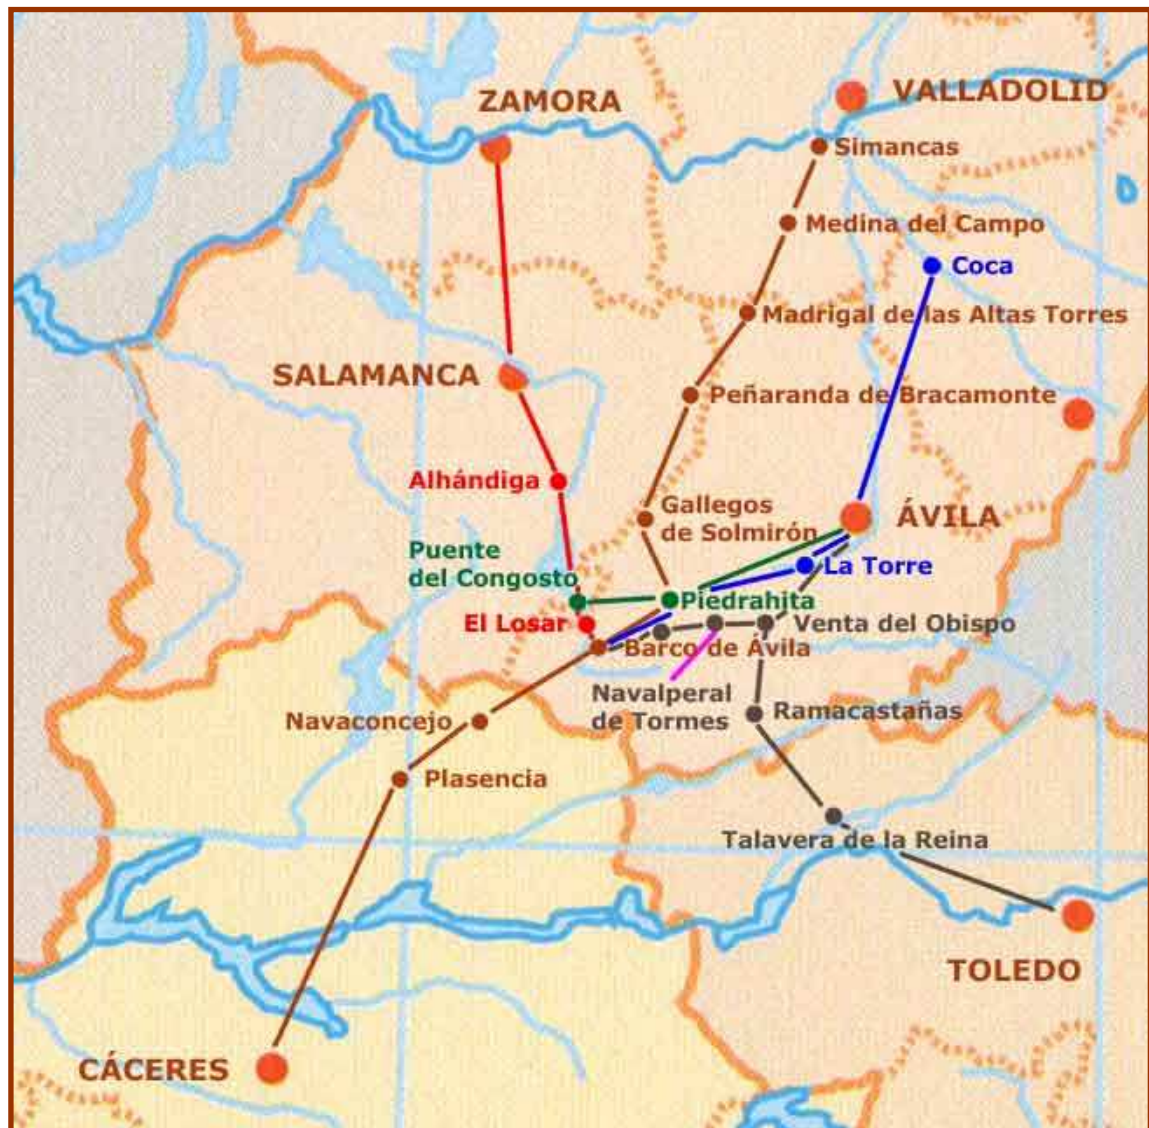 ZAMORA
VALLADOLID
Simancas
Medina del Campo
Coca
Madrigal de las Altas Torres
SALAMANCA
Peñaranda de Bracamonte
Alhándiga
Gallegos
de Solmirón
ÁVILA
Puente
del Congosto
La Torre
Piedrahita
El Losar
Venta del Obispo
Barco de Ávila
Navalperal
de Tormes
Ramacastañas
Navaconcejo
Plasencia
Talavera de la Reina
TOLEDO
CÁCERES